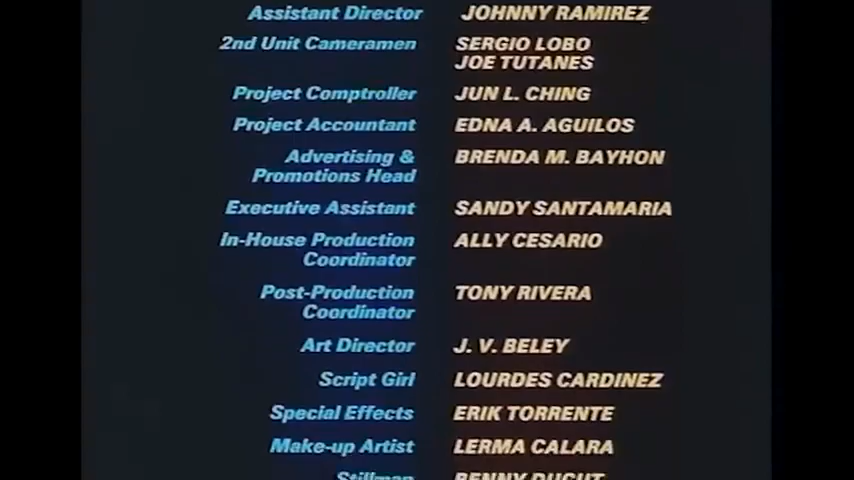 Assistant Director JOHNNY RAMIREZ
2nd Unit Cameramen SERGIO LOBO
JOE TUTANES
Project Comptroller JUN L. CHING
Project Accountant EDNA A. AGUILOS
Advertising & BRENDA M. BAYHON
Promotions Head
Executive Assistant SANDY SANTAMARIA
In-House Production ALLY CESARIO
Coordinator
Post-Production TONY RIVERA
Coordinator
Art Director J. V. BELEY
Script Girl LOURDES CARDINEZ
Special Effects ERIK TORRENTE
Make-up Artist LERMA CALARA
Stillman BENNY